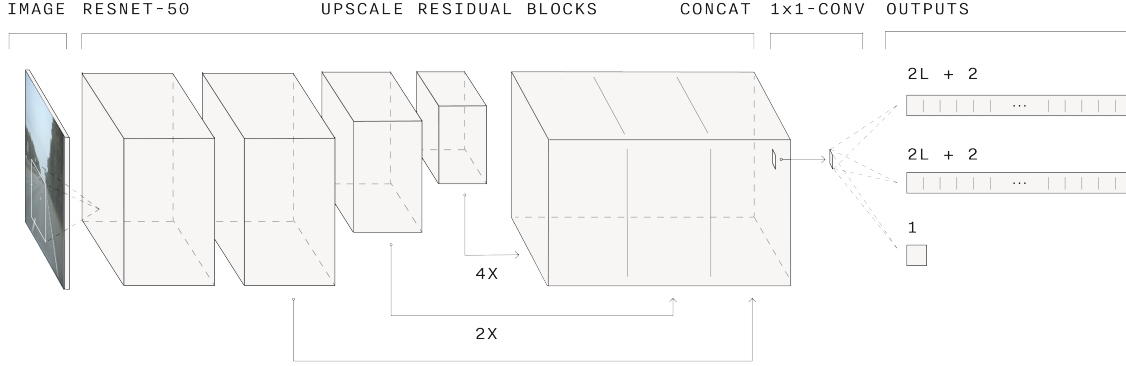 IMAGE RESNET-50 UPSCALE RESIDUAL BLOCKS CONCAT 1x1-CONV OUTPUTS
2L + 2
...
2L + 2
...
1
4X
2X